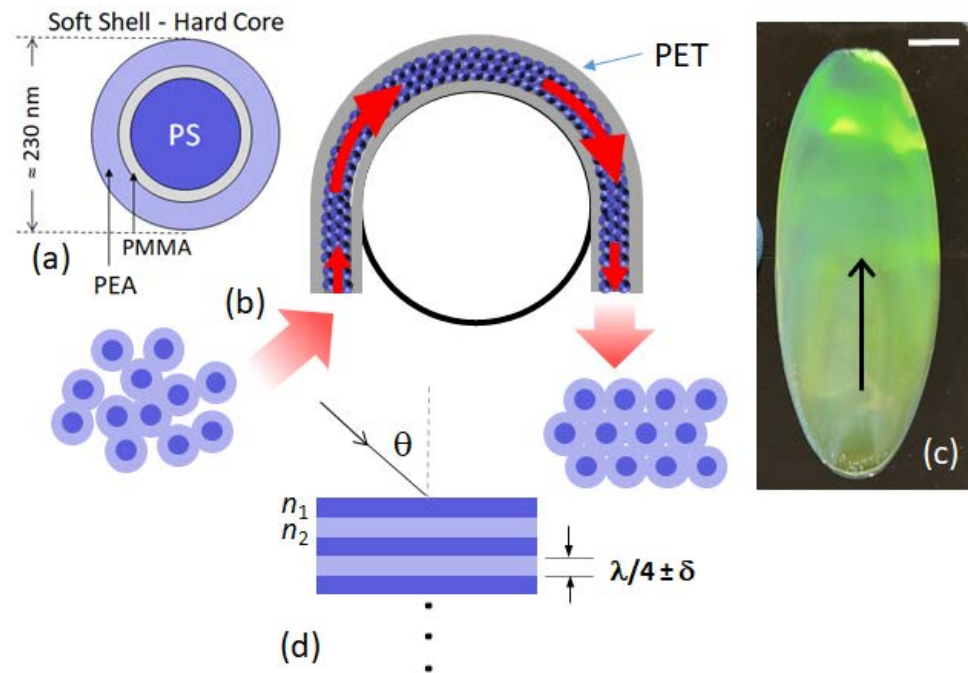 Soft Shell - Hard Core
≈ 230 nm
PS
PMMA
PEA
(a)
PET
(b)
(c)
θ
n₁
n₂
λ/4 ± δ
(d)